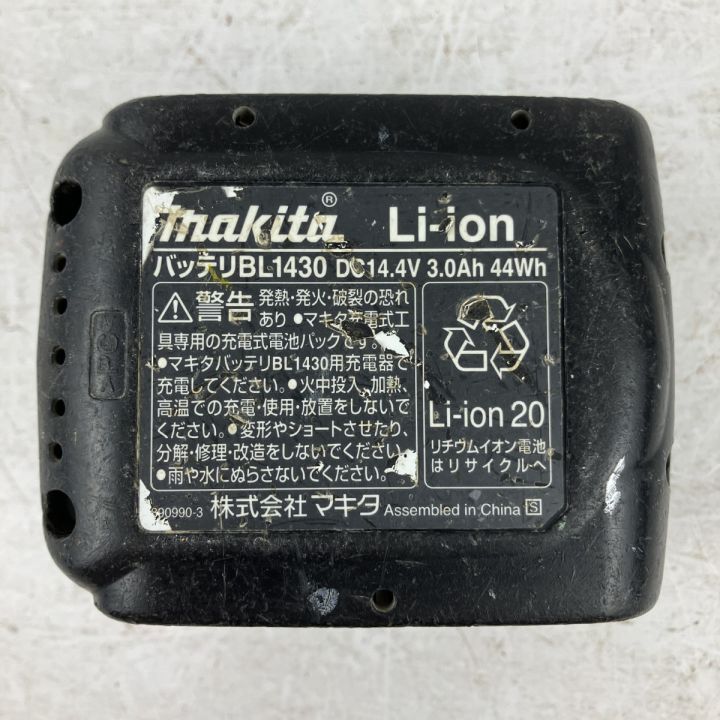 makita® Li-ion
バッテリBL1430 DC14.4V 3.0Ah 44Wh
警告 発熱・発火・破裂の恐れ
あり ●マキタ充電式工
具専用の充電式電池パックです。
●マキタバッテリBL1430用充電器で
充電してください。●火中投入、加熱、
高温での充電・使用・放置をしないで
ください。●変形やショートさせたり、
分解・修理・改造をしないでください。
●雨や水にぬらさないでください。
Li-ion 20
リチウムイオン電池
はリサイクルへ
90990-3 株式会社 マキタ Assembled in China S